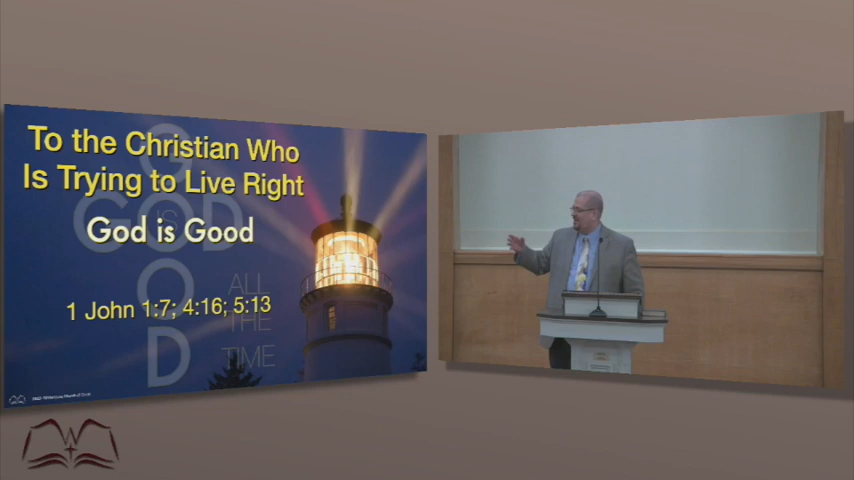 To the Christian Who
Is Trying to Live Right
God is Good
1 John 1:7; 4:16; 5:13
GOD
IS
GOOD
ALL
THE
TIME